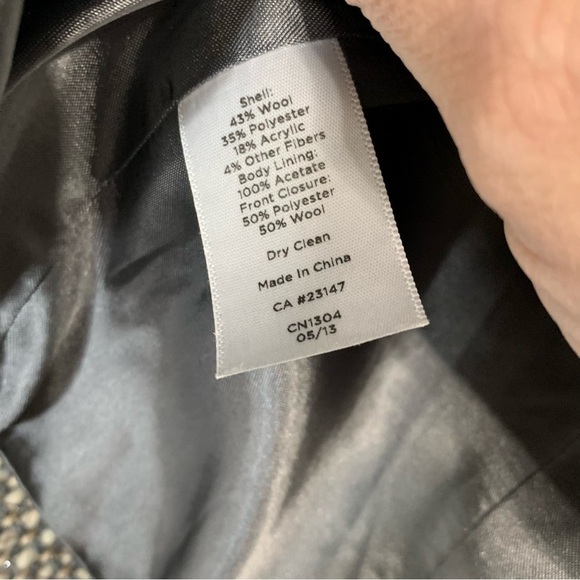 Shell:
43% Wool
35% Polyester
18% Acrylic
4% Other Fibers
Body Lining:
100% Acetate
Front Closure:
50% Polyester
50% Wool
Dry Clean
Made In China
CA #23147
CN1304
05/13